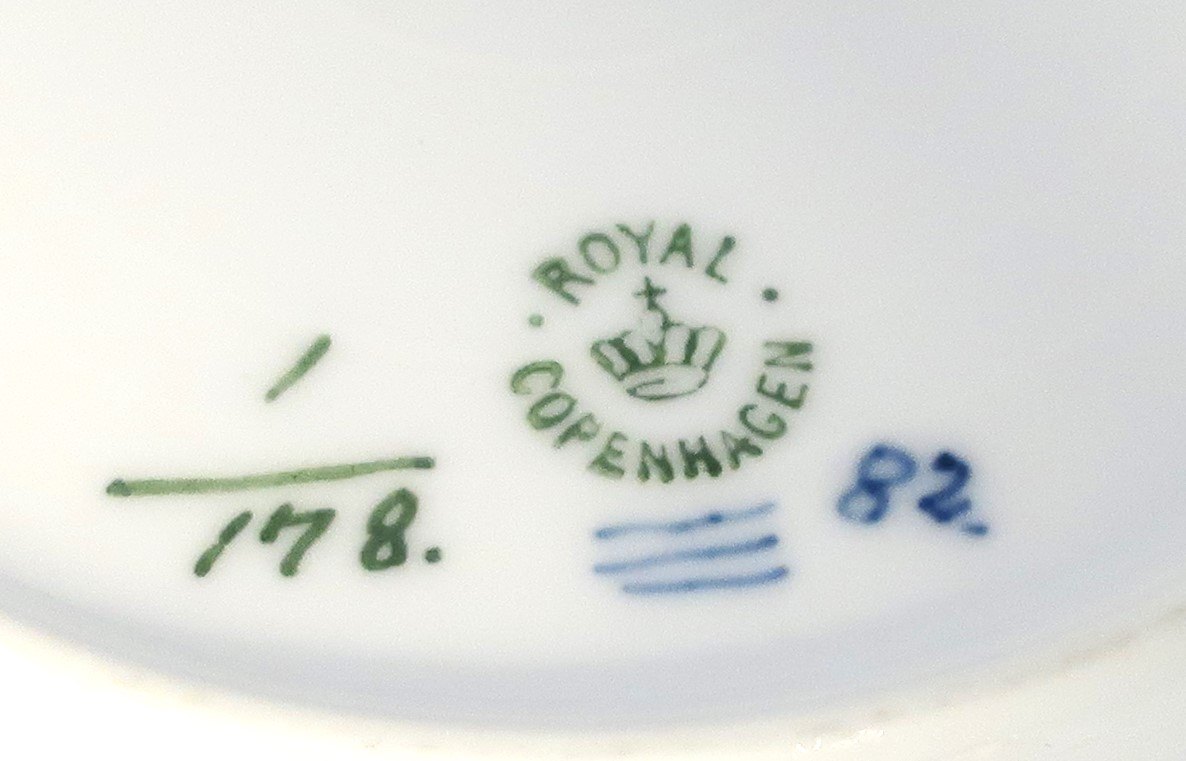 ROYAL
COPENHAGEN
1
178.
82.